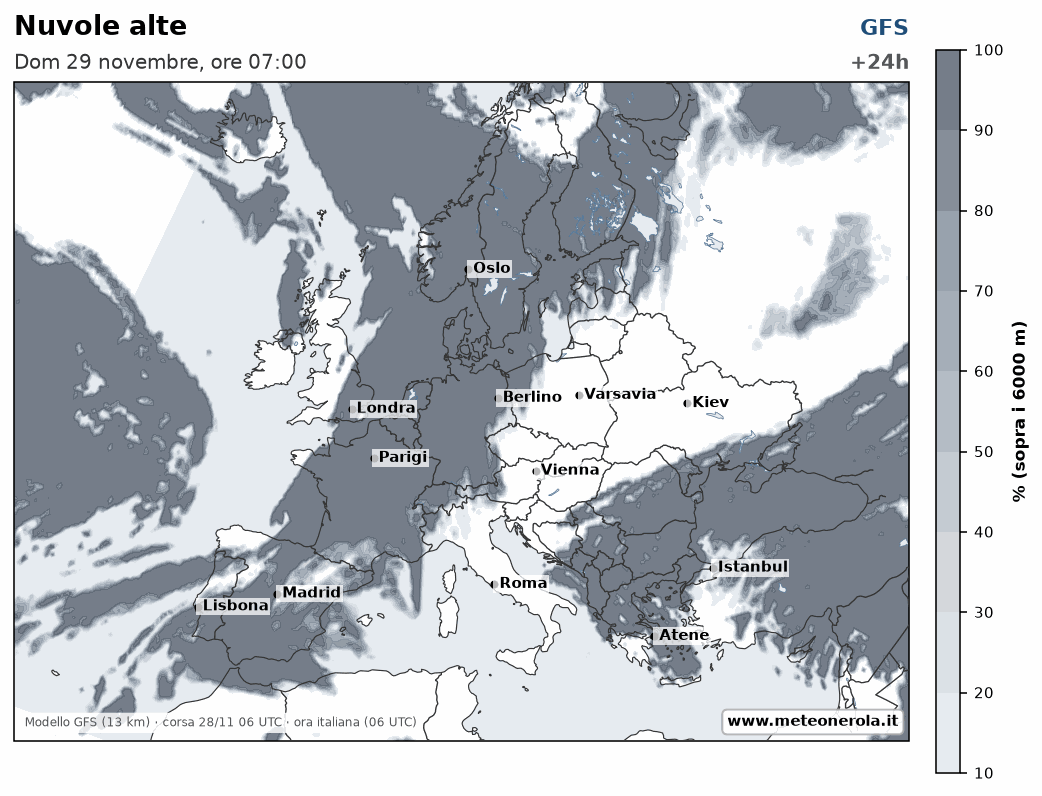 Nuvole alte
GFS
Dom 29 novembre, ore 07:00
+24h
100
90
80
70
60
50
40
30
20
10
% (sopra i 6000 m)
Oslo
Berlino
Varsavia
Kiev
Londra
Parigi
Vienna
Istanbul
Roma
Madrid
Lisbona
Atene
Modello GFS (13 km) · corsa 28/11 06 UTC · ora italiana (06 UTC)
www.meteonerola.it